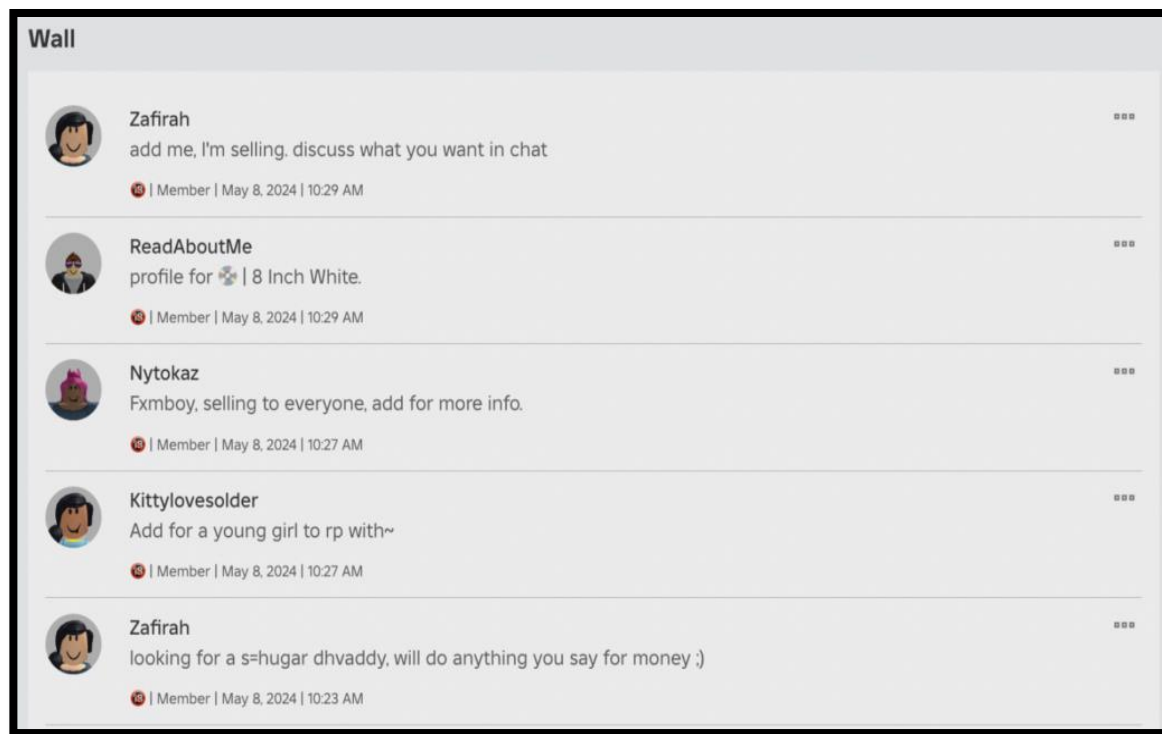 Wall
Zafirah
add me, I'm selling. discuss what you want in chat
🔞 | Member | May 8, 2024 | 10:29 AM
ReadAboutMe
profile for 💿 | 8 Inch White.
🔞 | Member | May 8, 2024 | 10:29 AM
Nytokaz
Fxmboy, selling to everyone, add for more info.
🔞 | Member | May 8, 2024 | 10:27 AM
Kittylovesolder
Add for a young girl to rp with~
🔞 | Member | May 8, 2024 | 10:27 AM
Zafirah
looking for a s=hugar dhvaddy, will do anything you say for money ;)
🔞 | Member | May 8, 2024 | 10:23 AM